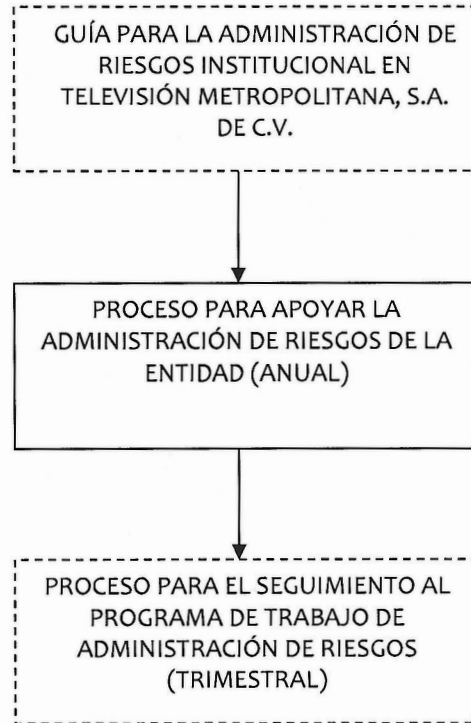 GUÍA PARA LA ADMINISTRACIÓN DE
RIESGOS INSTITUCIONAL EN
TELEVISIÓN METROPOLITANA, S.A.
DE C.V.
PROCESO PARA APOYAR LA
ADMINISTRACIÓN DE RIESGOS DE LA
ENTIDAD (ANUAL)
PROCESO PARA EL SEGUIMIENTO AL
PROGRAMA DE TRABAJO DE
ADMINISTRACIÓN DE RIESGOS
(TRIMESTRAL)